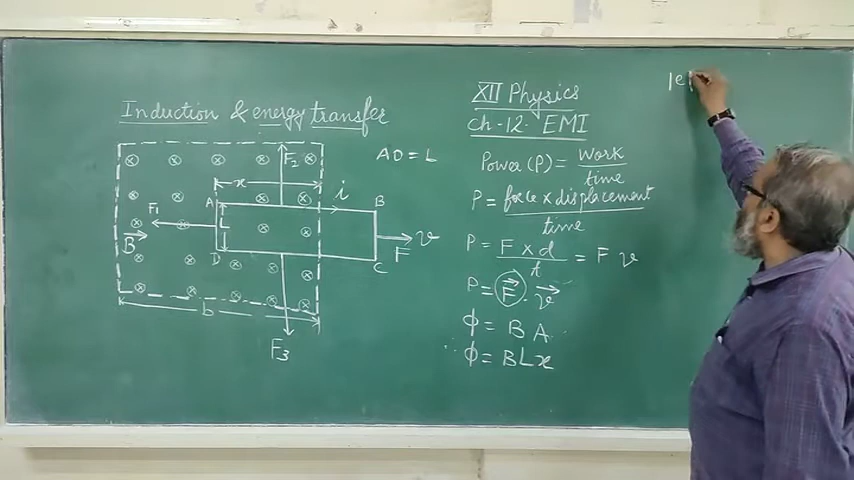 Induction & energy transfer
AD = L
F₂
x
i
A
B
F₁
L
B⃗
F
v
D
C
b
F₃
XII Physics
Ch-12. EMI
Power (P) = Work / time
P = force x displacement / time
P = F x d / t = F v
P = F⃗ . v⃗
ϕ = B A
∴ ϕ = B L x
|e|